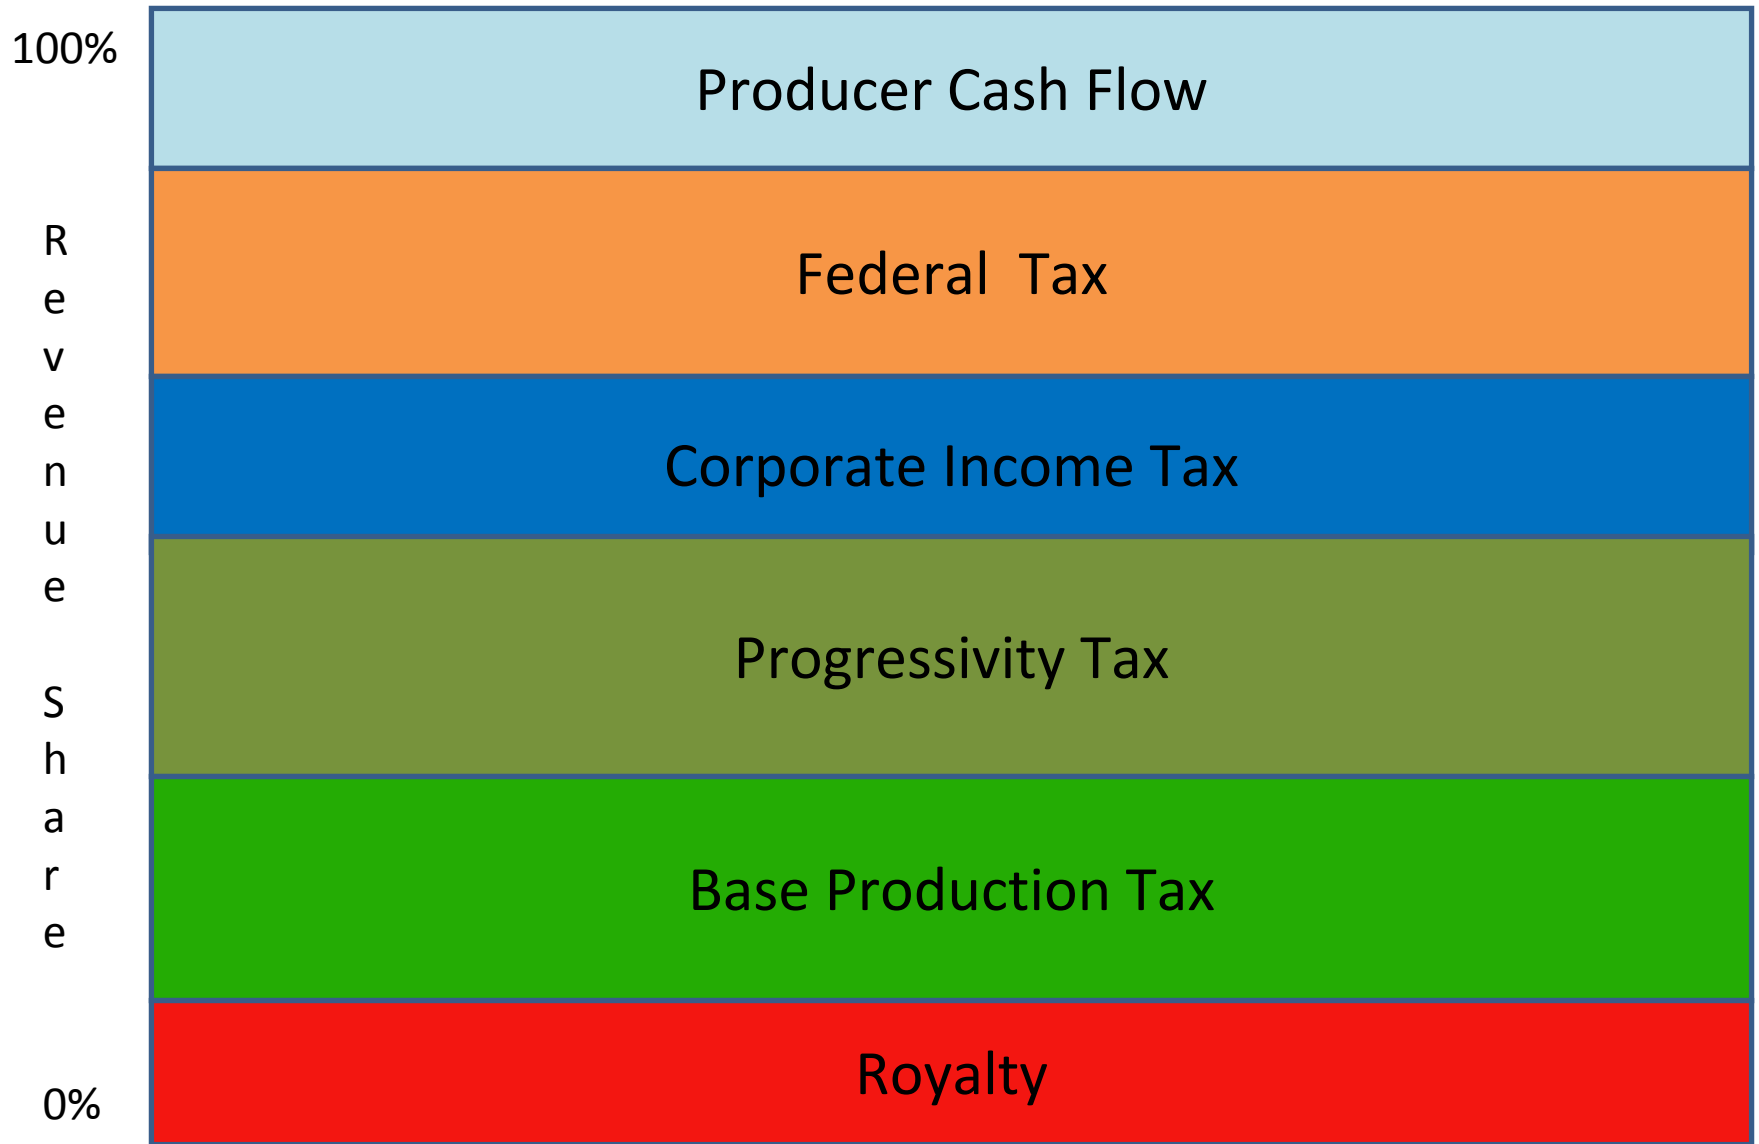 100%
Producer Cash Flow
Federal  Tax
Corporate Income Tax
Progressivity Tax
Base Production Tax
Royalty
0%
Revenue Share